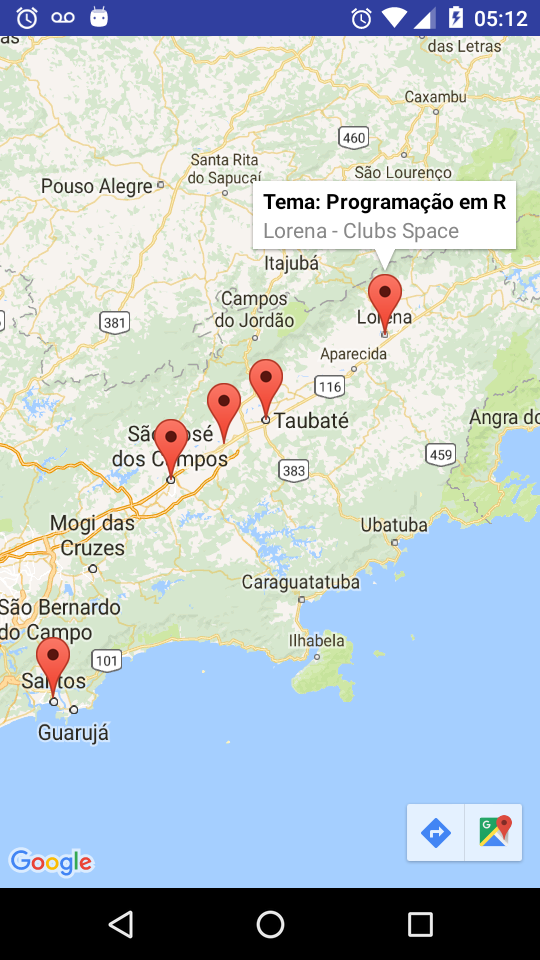 05:12
as
das Letras
Caxambu
460
Santa Rita
do Sapucaí
São Lourenço
Pouso Alegre
Tema: Programação em R
Lorena - Clubs Space
Itajubá
Campos
do Jordão
381
Lorena
Aparecida
116
Taubaté
Angra do
São José
dos Campos
459
383
Mogi das
Cruzes
Ubatuba
Caraguatatuba
São Bernardo
do Campo
Ilhabela
101
Santos
Guarujá
G
Google